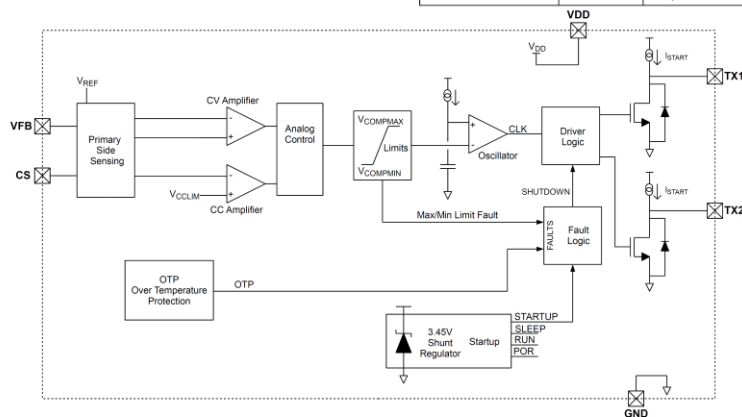 VDD
VDD
ISTART
TX1
VREF
CV Amplifier
VFB
-
+
Primary
Side
Sensing
Analog
Control
VCOMPMAX
Limits
VCOMPMIN
+
-
CLK
Oscillator
Driver
Logic
CS
-
VCCLIM
+
CC Amplifier
SHUTDOWN
ISTART
TX2
Max/Min Limit Fault
FAULTS
Fault
Logic
OTP
Over Temperature
Protection
OTP
3.45V
Shunt
Regulator
Startup
STARTUP
SLEEP
RUN
POR
GND